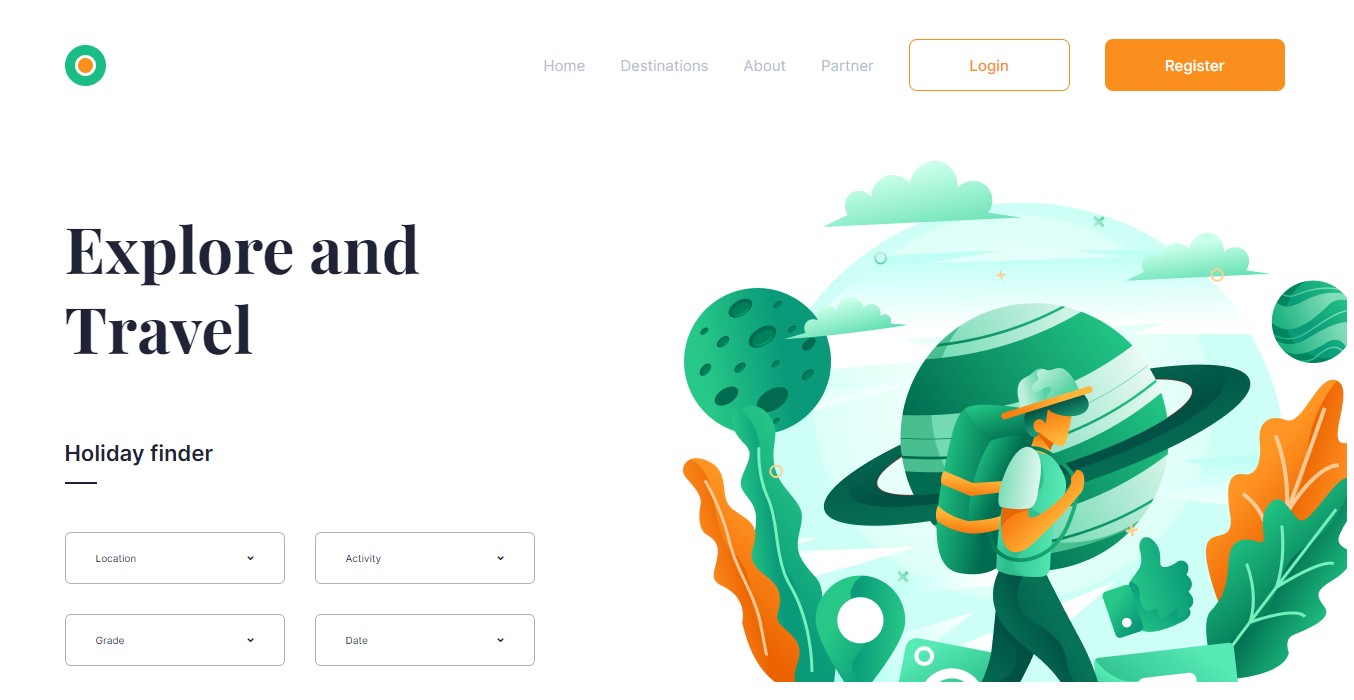 Home Destinations About Partner Login Register
Explore and
Travel
Holiday finder
Location Activity
Grade Date